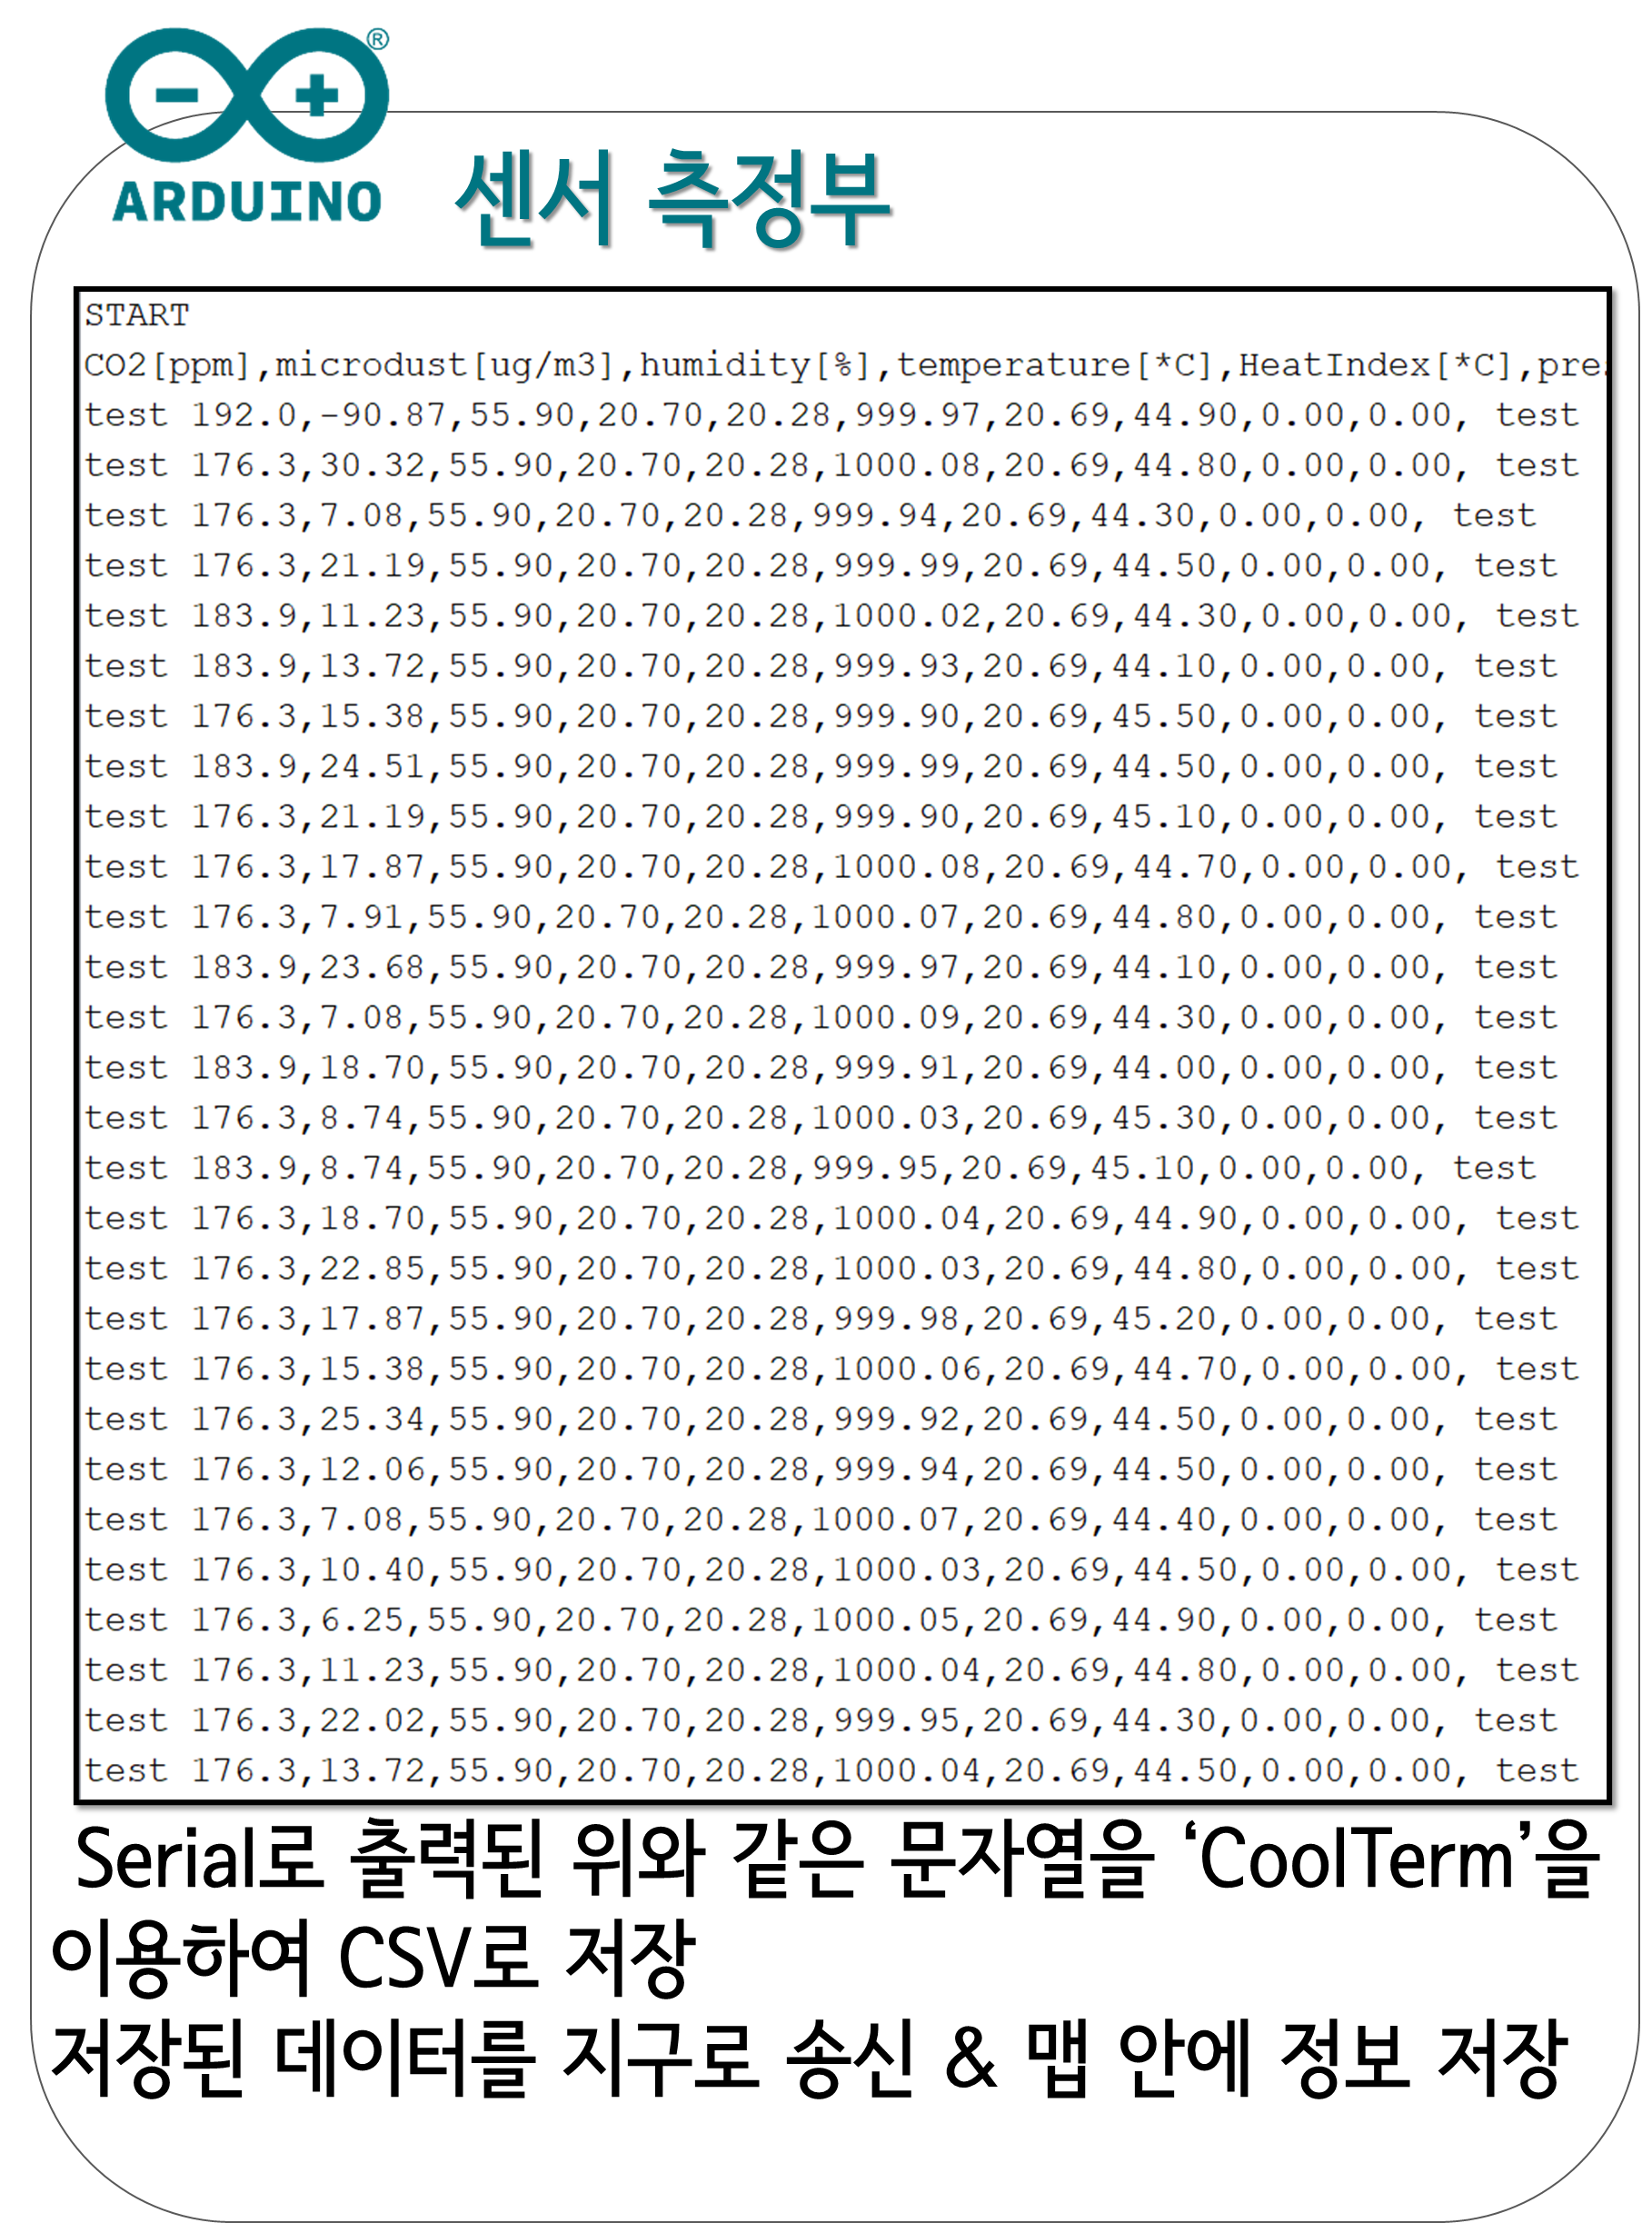 ARDUINO®
센서 측정부
START
CO2[ppm],microdust[ug/m3],humidity[%],temperature[*C],HeatIndex[*C],pre
test 192.0,-90.87,55.90,20.70,20.28,999.97,20.69,44.90,0.00,0.00, test
test 176.3,30.32,55.90,20.70,20.28,1000.08,20.69,44.80,0.00,0.00, test
test 176.3,7.08,55.90,20.70,20.28,999.94,20.69,44.30,0.00,0.00, test
test 176.3,21.19,55.90,20.70,20.28,999.99,20.69,44.50,0.00,0.00, test
test 183.9,11.23,55.90,20.70,20.28,1000.02,20.69,44.30,0.00,0.00, test
test 183.9,13.72,55.90,20.70,20.28,999.93,20.69,44.10,0.00,0.00, test
test 176.3,15.38,55.90,20.70,20.28,999.90,20.69,45.50,0.00,0.00, test
test 183.9,24.51,55.90,20.70,20.28,999.99,20.69,44.50,0.00,0.00, test
test 176.3,21.19,55.90,20.70,20.28,999.90,20.69,45.10,0.00,0.00, test
test 176.3,17.87,55.90,20.70,20.28,1000.08,20.69,44.70,0.00,0.00, test
test 176.3,7.91,55.90,20.70,20.28,1000.07,20.69,44.80,0.00,0.00, test
test 183.9,23.68,55.90,20.70,20.28,999.97,20.69,44.10,0.00,0.00, test
test 176.3,7.08,55.90,20.70,20.28,1000.09,20.69,44.30,0.00,0.00, test
test 183.9,18.70,55.90,20.70,20.28,999.91,20.69,44.00,0.00,0.00, test
test 176.3,8.74,55.90,20.70,20.28,1000.03,20.69,45.30,0.00,0.00, test
test 183.9,8.74,55.90,20.70,20.28,999.95,20.69,45.10,0.00,0.00, test
test 176.3,18.70,55.90,20.70,20.28,1000.04,20.69,44.90,0.00,0.00, test
test 176.3,22.85,55.90,20.70,20.28,1000.03,20.69,44.80,0.00,0.00, test
test 176.3,17.87,55.90,20.70,20.28,999.98,20.69,45.20,0.00,0.00, test
test 176.3,15.38,55.90,20.70,20.28,1000.06,20.69,44.70,0.00,0.00, test
test 176.3,25.34,55.90,20.70,20.28,999.92,20.69,44.50,0.00,0.00, test
test 176.3,12.06,55.90,20.70,20.28,999.94,20.69,44.50,0.00,0.00, test
test 176.3,7.08,55.90,20.70,20.28,1000.07,20.69,44.40,0.00,0.00, test
test 176.3,10.40,55.90,20.70,20.28,1000.03,20.69,44.50,0.00,0.00, test
test 176.3,6.25,55.90,20.70,20.28,1000.05,20.69,44.90,0.00,0.00, test
test 176.3,11.23,55.90,20.70,20.28,1000.04,20.69,44.80,0.00,0.00, test
test 176.3,22.02,55.90,20.70,20.28,999.95,20.69,44.30,0.00,0.00, test
test 176.3,13.72,55.90,20.70,20.28,1000.04,20.69,44.50,0.00,0.00, test
Serial로 출력된 위와 같은 문자열을 ‘CoolTerm’을
이용하여 CSV로 저장
저장된 데이터를 지구로 송신 & 맵 안에 정보 저장